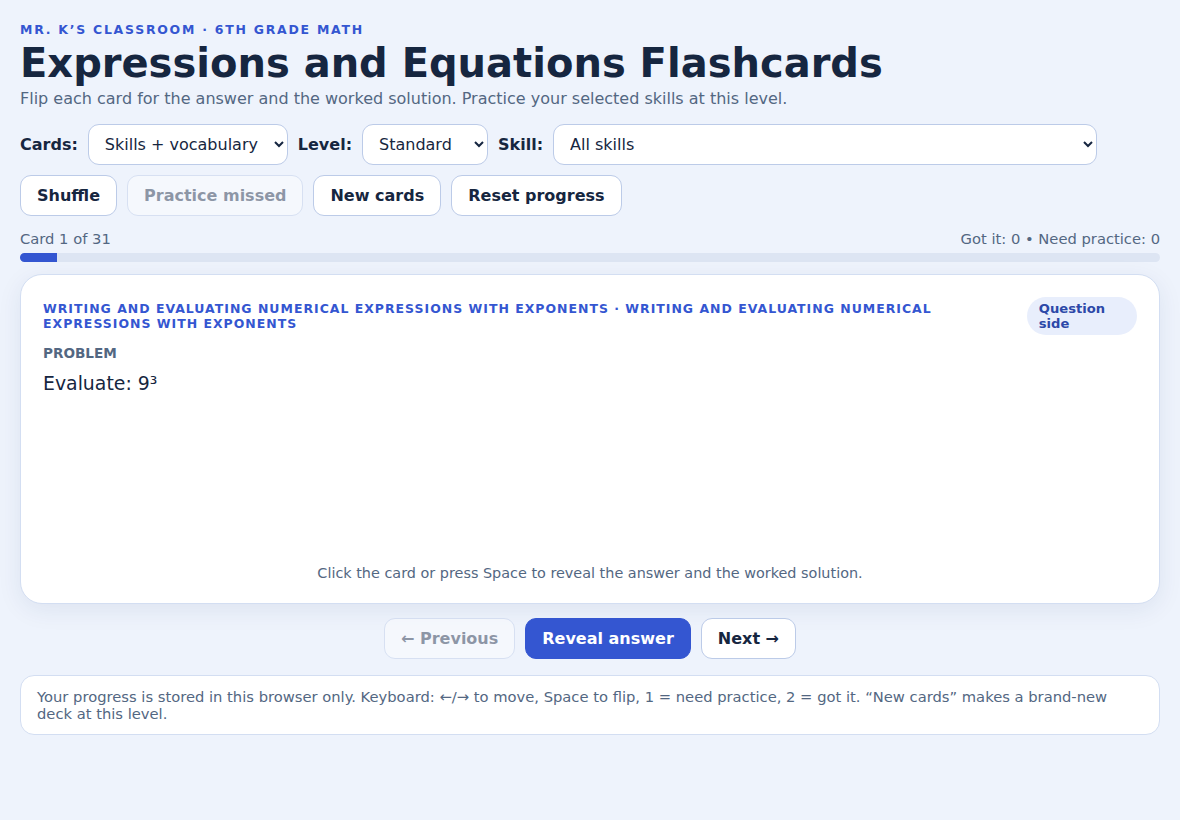 MR. K’S CLASSROOM · 6TH GRADE MATH
Expressions and Equations Flashcards
Flip each card for the answer and the worked solution. Practice your selected skills at this level.
Cards: Skills + vocabulary Level: Standard Skill: All skills
Shuffle Practice missed New cards Reset progress
Card 1 of 31 Got it: 0 • Need practice: 0
WRITING AND EVALUATING NUMERICAL EXPRESSIONS WITH EXPONENTS · WRITING AND EVALUATING NUMERICAL
EXPRESSIONS WITH EXPONENTS
Question
side
PROBLEM
Evaluate: 9³
Click the card or press Space to reveal the answer and the worked solution.
← Previous Reveal answer Next →
Your progress is stored in this browser only. Keyboard: ←/→ to move, Space to flip, 1 = need practice, 2 = got it. “New cards” makes a brand-new
deck at this level.